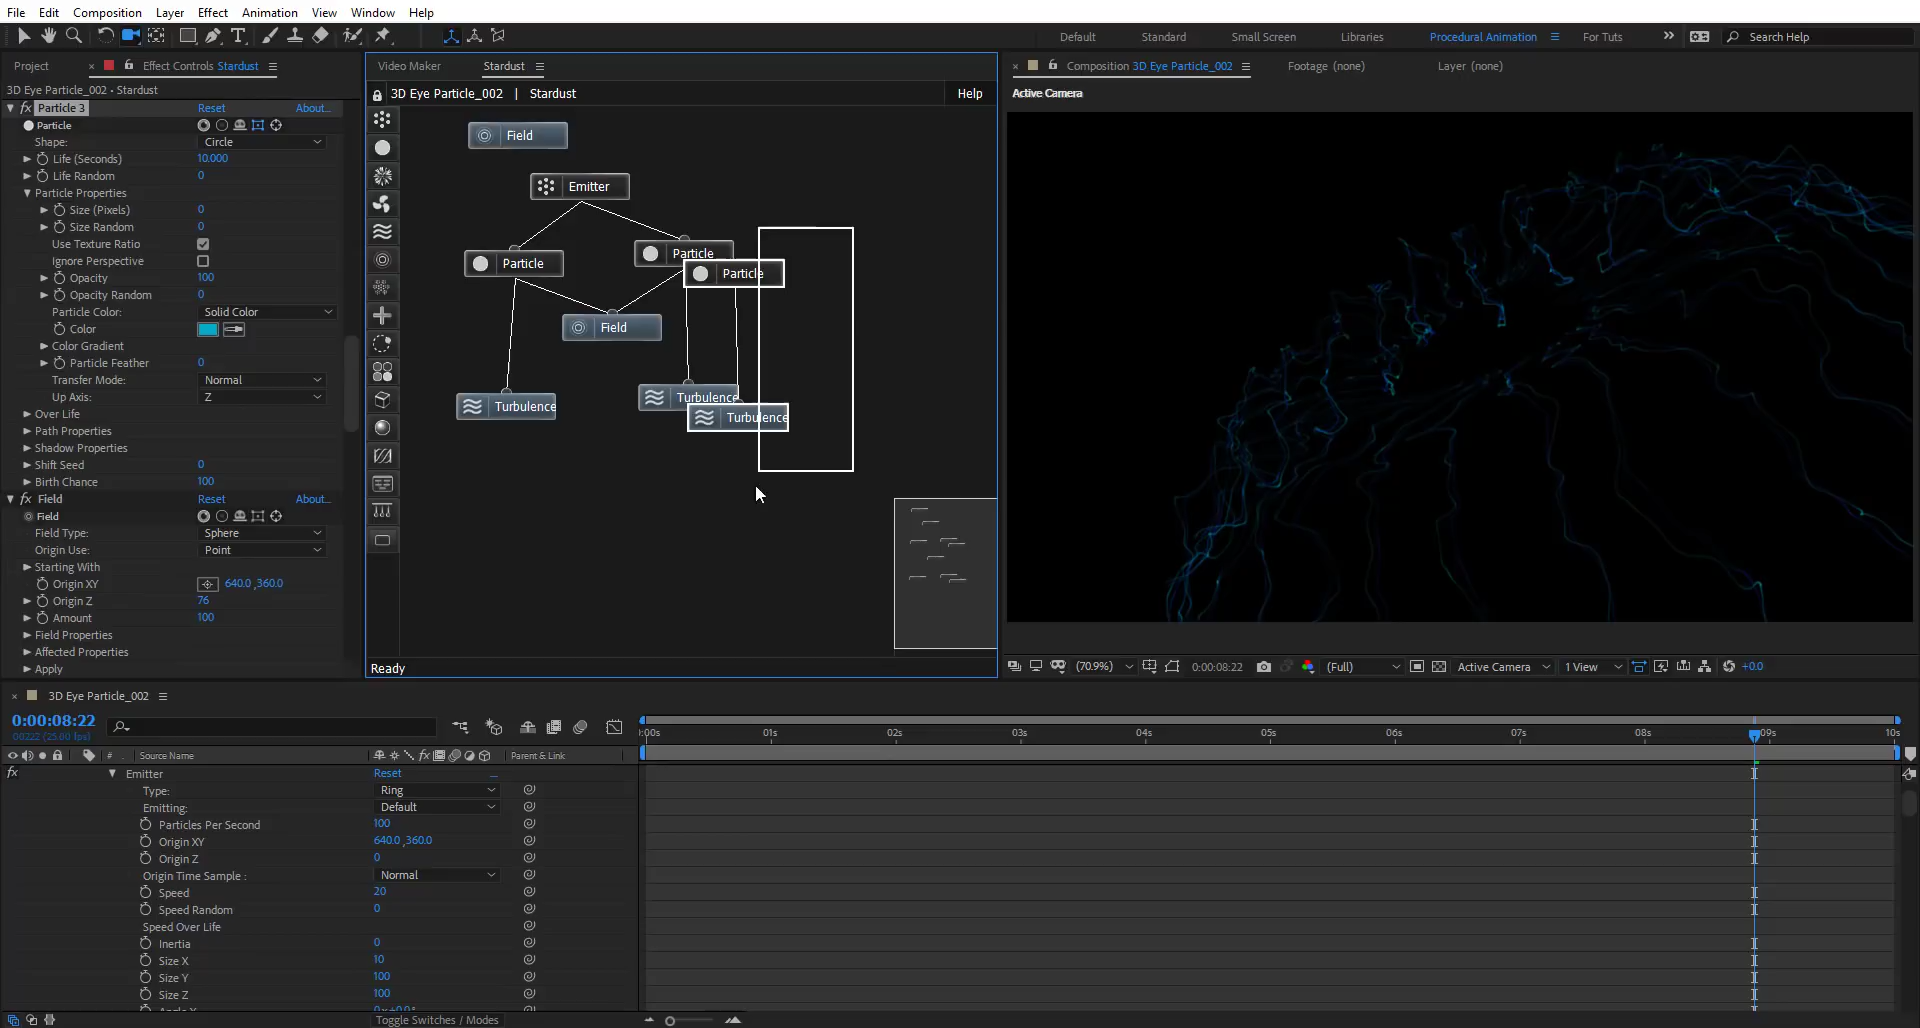 File Edit Composition Layer Effect Animation View Window Help
Default Standard Small Screen Libraries Procedural Animation For Tuts Search Help
Project Effect Controls Stardust
3D Eye Particle_002 • Stardust
Particle 3 Reset About...
Particle
Shape: Circle
Life (Seconds) 10.000
Life Random 0
Particle Properties
Size (Pixels) 0
Size Random 0
Use Texture Ratio
Ignore Perspective
Opacity 100
Opacity Random 0
Particle Color: Solid Color
Color
Color Gradient
Particle Feather 0
Transfer Mode: Normal
Up Axis: Z
Over Life
Path Properties
Shadow Properties
Shift Seed 0
Birth Chance 100
Field Reset About...
Field
Field Type: Sphere
Origin Use: Point
Starting With
Origin XY 640.0 ,360.0
Origin Z 76
Amount 100
Field Properties
Affected Properties
Apply
Video Maker Stardust
3D Eye Particle_002 | Stardust Help
Field
Emitter
Particle
Particle
Particle
Field
Turbulence
Turbulence
Turbulence
Ready
Composition 3D Eye Particle_002 Footage (none) Layer (none)
Active Camera
(70.9%) 0:00:08:22 (Full) Active Camera 1 View +0.0
3D Eye Particle_002
0:00:08:22
00222 (25.00 fps)
:00s 01s 02s 03s 04s 05s 06s 07s 08s 09s 10s
# Source Name Parent & Link
Emitter Reset
Type: Ring
Emitting: Default
Particles Per Second 100
Origin XY 640.0 ,360.0
Origin Z 0
Origin Time Sample : Normal
Speed 20
Speed Random 0
Speed Over Life
Inertia 0
Size X 10
Size Y 100
Size Z 100
Toggle Switches / Modes